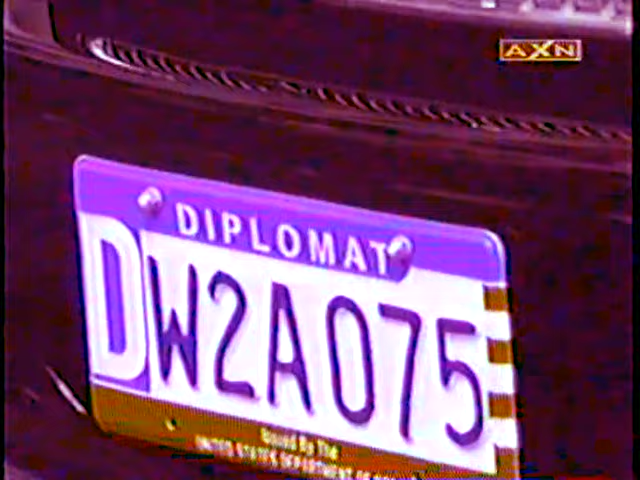 AXN
DIPLOMAT
D W2A075
Issued By The
UNITED STATES DEPARTMENT OF